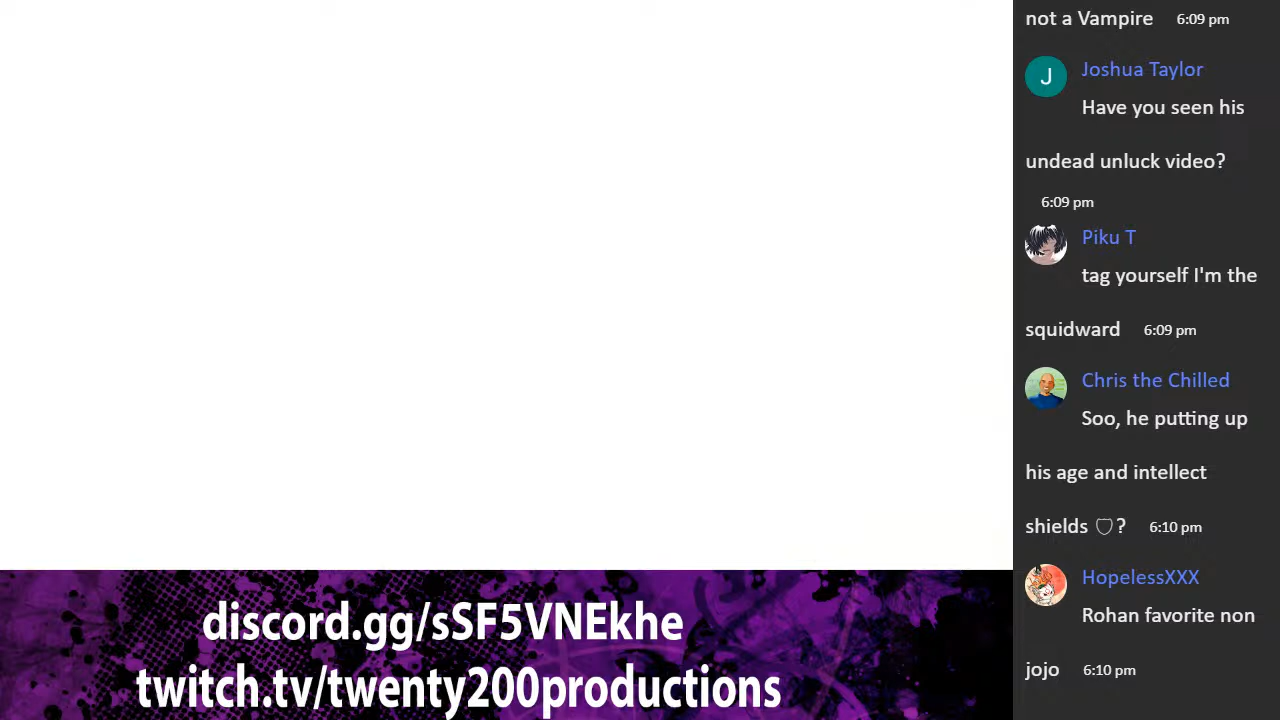 not a Vampire 6:09 pm
J Joshua Taylor
Have you seen his
undead unluck video?
6:09 pm
Piku T
tag yourself I'm the
squidward 6:09 pm
Chris the Chilled
Soo, he putting up
his age and intellect
shields 🛡? 6:10 pm
HopelessXXX
Rohan favorite non
jojo 6:10 pm
discord.gg/sSF5VNEkhe
twitch.tv/twenty200productions